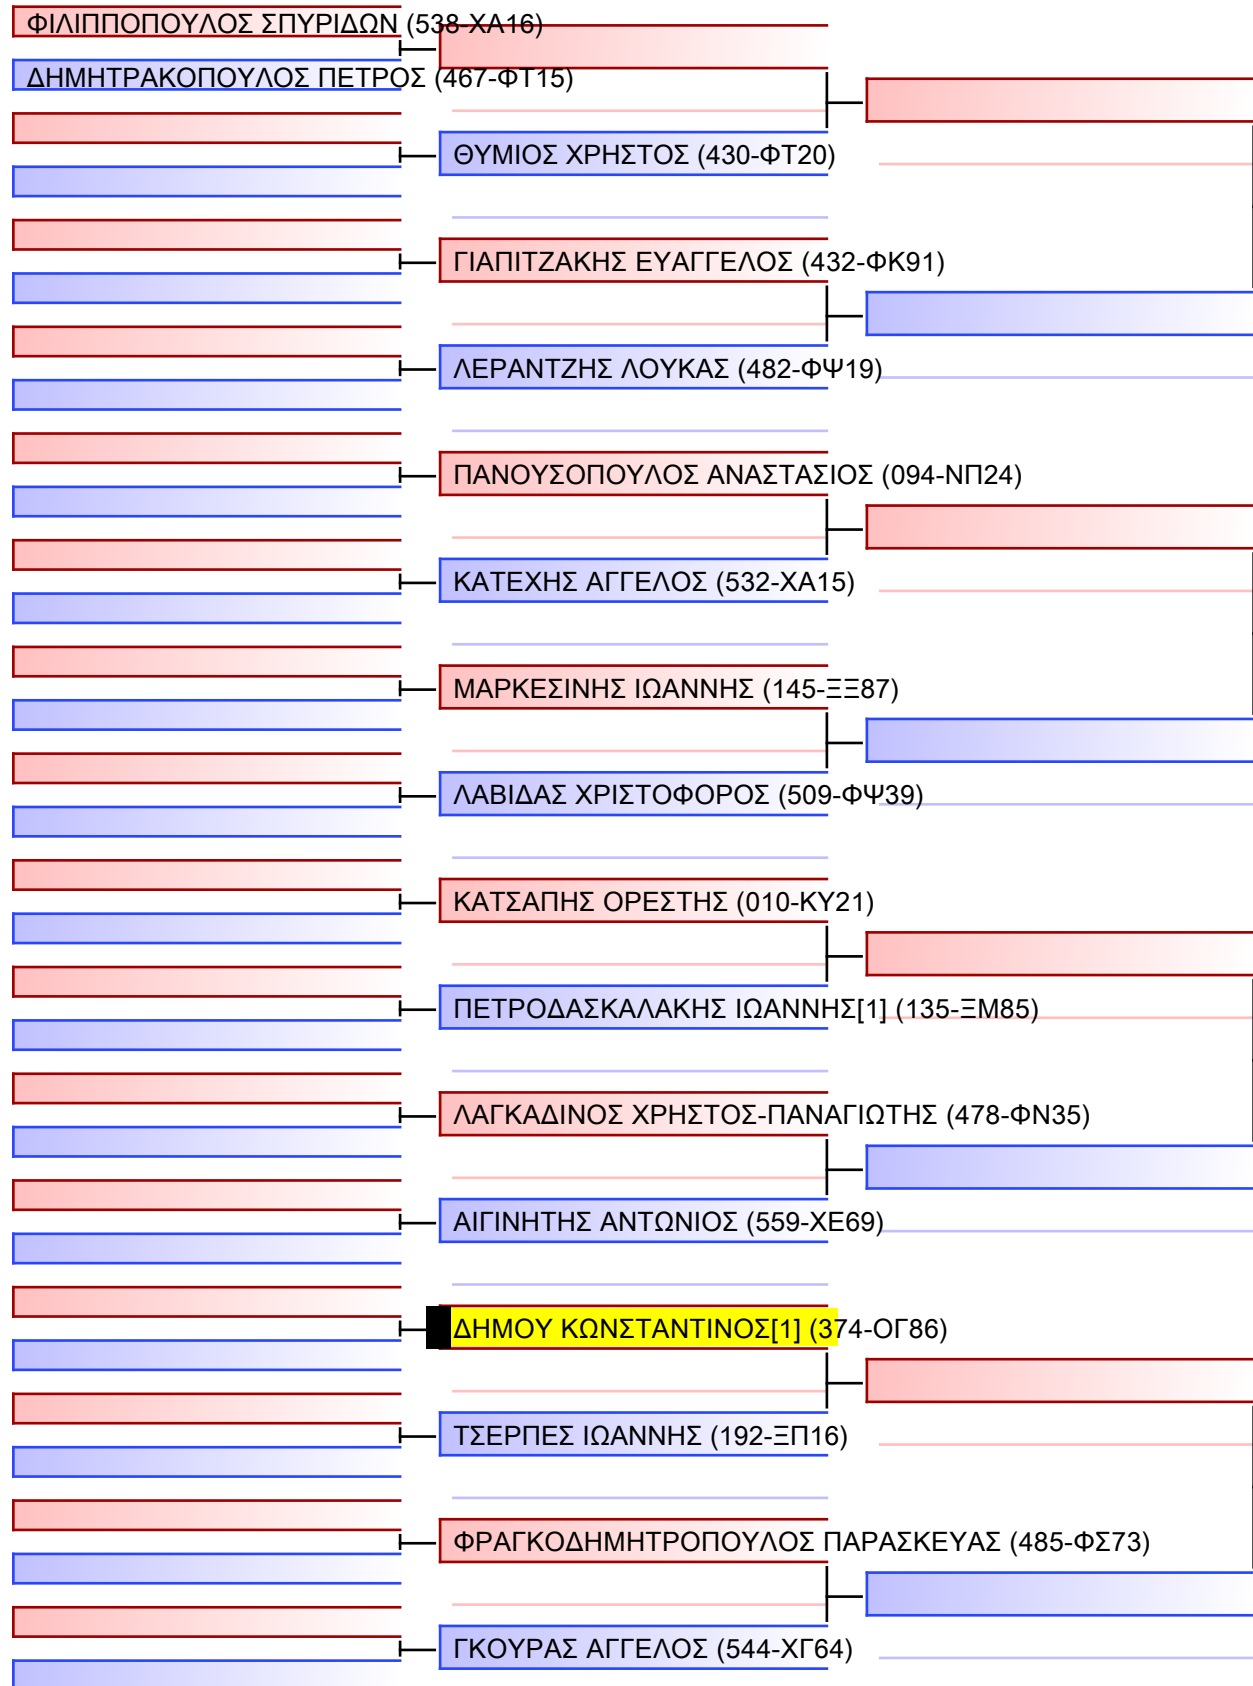 ΦΙΛΙΠΠΟΠΟΥΛΟΣ ΣΠΥΡΙΔΩΝ (538-ΧΑ16)
ΔΗΜΗΤΡΑΚΟΠΟΥΛΟΣ ΠΕΤΡΟΣ (467-ΦΤ15)
ΘΥΜΙΟΣ ΧΡΗΣΤΟΣ (430-ΦΤ20)
ΓΙΑΠΙΤΖΑΚΗΣ ΕΥΑΓΓΕΛΟΣ (432-ΦΚ91)
ΛΕΡΑΝΤΖΗΣ ΛΟΥΚΑΣ (482-ΦΨ19)
ΠΑΝΟΥΣΟΠΟΥΛΟΣ ΑΝΑΣΤΑΣΙΟΣ (094-ΝΠ24)
ΚΑΤΕΧΗΣ ΑΓΓΕΛΟΣ (532-ΧΑ15)
ΜΑΡΚΕΣΙΝΗΣ ΙΩΑΝΝΗΣ (145-ΞΞ87)
ΛΑΒΙΔΑΣ ΧΡΙΣΤΟΦΟΡΟΣ (509-ΦΨ39)
ΚΑΤΣΑΠΗΣ ΟΡΕΣΤΗΣ (010-ΚΥ21)
ΠΕΤΡΟΔΑΣΚΑΛΑΚΗΣ ΙΩΑΝΝΗΣ[1] (135-ΞΜ85)
ΛΑΓΚΑΔΙΝΟΣ ΧΡΗΣΤΟΣ-ΠΑΝΑΓΙΩΤΗΣ (478-ΦΝ35)
ΑΙΓΙΝΗΤΗΣ ΑΝΤΩΝΙΟΣ (559-ΧΕ69)
ΔΗΜΟΥ ΚΩΝΣΤΑΝΤΙΝΟΣ[1] (374-ΟΓ86)
ΤΣΕΡΠΕΣ ΙΩΑΝΝΗΣ (192-ΞΠ16)
ΦΡΑΓΚΟΔΗΜΗΤΡΟΠΟΥΛΟΣ ΠΑΡΑΣΚΕΥΑΣ (485-ΦΣ73)
ΓΚΟΥΡΑΣ ΑΓΓΕΛΟΣ (544-ΧΓ64)